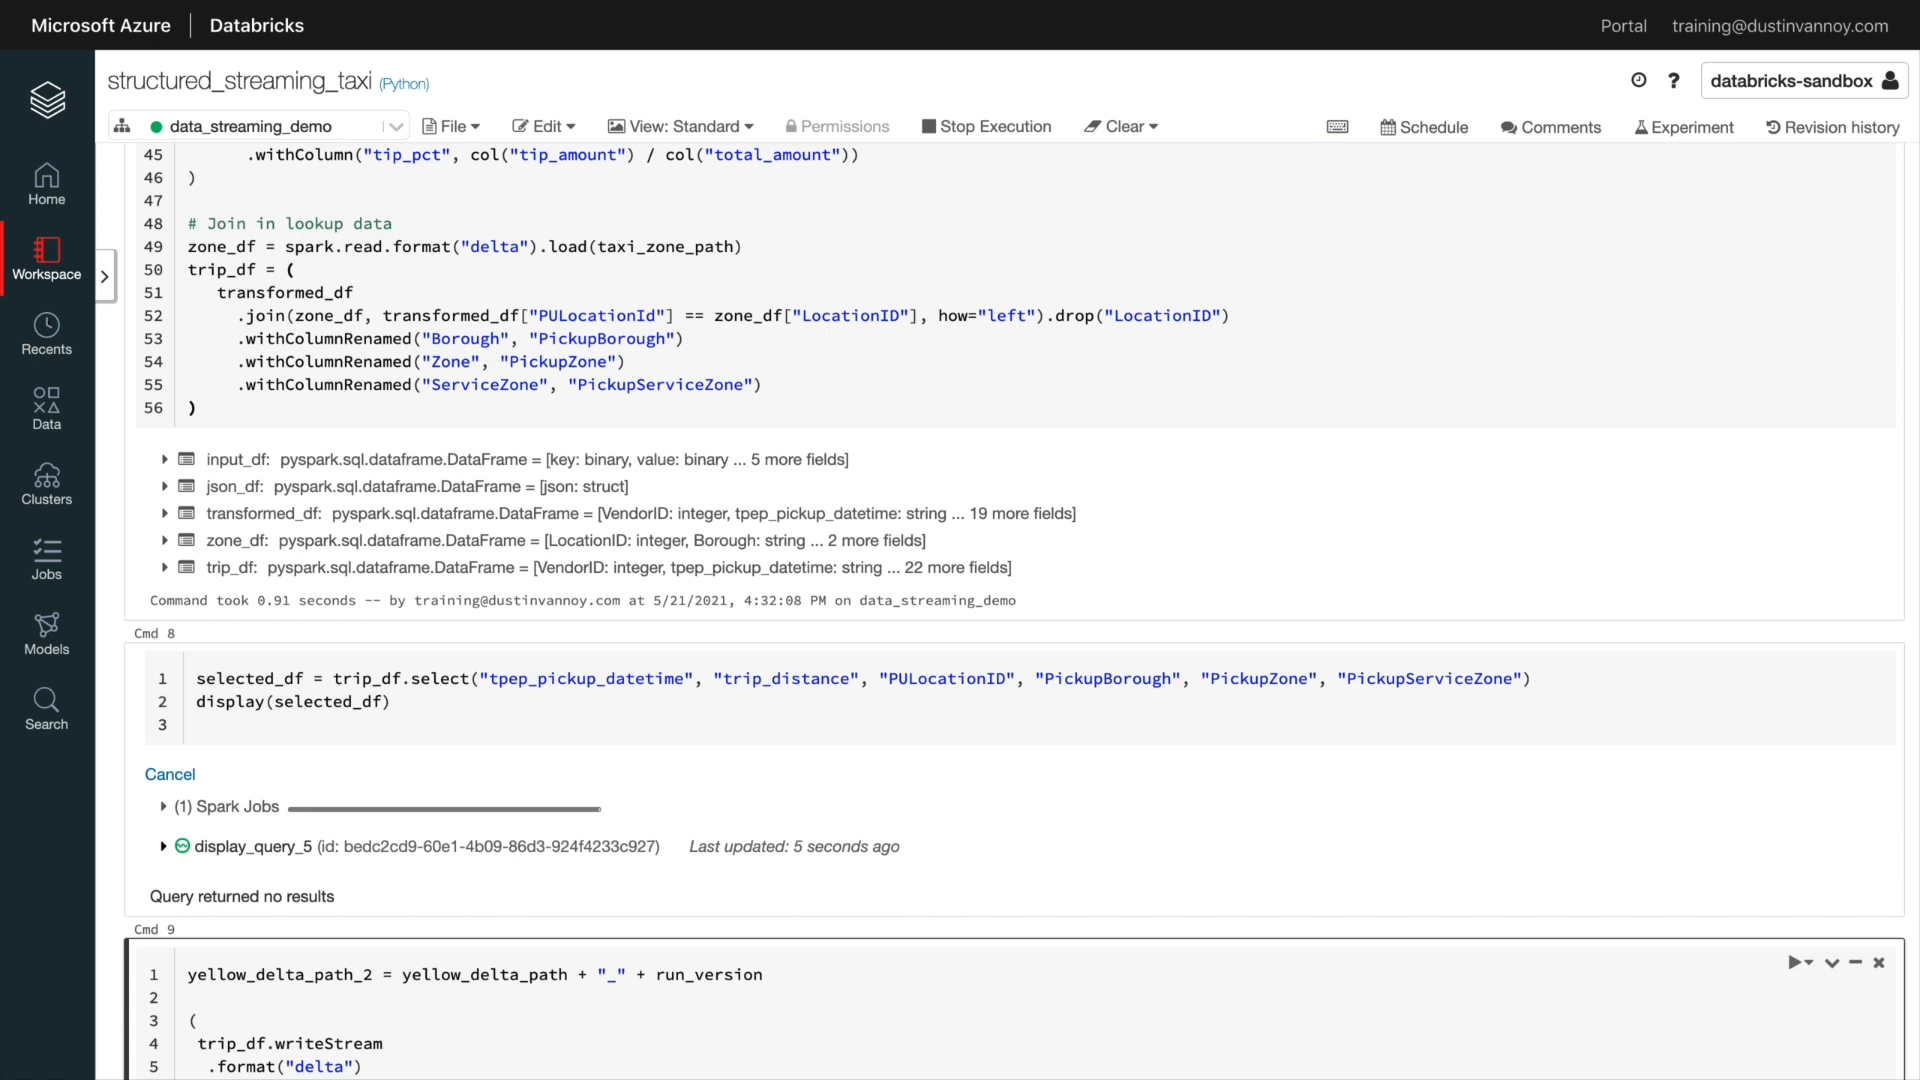 Microsoft Azure Databricks Portal training@dustinvannoy.com
structured_streaming_taxi (Python) ? databricks-sandbox
data_streaming_demo File Edit View: Standard Permissions Stop Execution Clear Schedule Comments Experiment Revision history
Home
Workspace
Recents
Data
Clusters
Jobs
Models
Search
45 .withColumn("tip_pct", col("tip_amount") / col("total_amount"))
46 )
47
48 # Join in lookup data
49 zone_df = spark.read.format("delta").load(taxi_zone_path)
50 trip_df = (
51 transformed_df
52 .join(zone_df, transformed_df["PULocationId"] == zone_df["LocationID"], how="left").drop("LocationID")
53 .withColumnRenamed("Borough", "PickupBorough")
54 .withColumnRenamed("Zone", "PickupZone")
55 .withColumnRenamed("ServiceZone", "PickupServiceZone")
56 )
input_df: pyspark.sql.dataframe.DataFrame = [key: binary, value: binary ... 5 more fields]
json_df: pyspark.sql.dataframe.DataFrame = [json: struct]
transformed_df: pyspark.sql.dataframe.DataFrame = [VendorID: integer, tpep_pickup_datetime: string ... 19 more fields]
zone_df: pyspark.sql.dataframe.DataFrame = [LocationID: integer, Borough: string ... 2 more fields]
trip_df: pyspark.sql.dataframe.DataFrame = [VendorID: integer, tpep_pickup_datetime: string ... 22 more fields]
Command took 0.91 seconds -- by training@dustinvannoy.com at 5/21/2021, 4:32:08 PM on data_streaming_demo
Cmd 8
1 selected_df = trip_df.select("tpep_pickup_datetime", "trip_distance", "PULocationID", "PickupBorough", "PickupZone", "PickupServiceZone")
2 display(selected_df)
3
Cancel
(1) Spark Jobs
display_query_5 (id: bedc2cd9-60e1-4b09-86d3-924f4233c927) Last updated: 5 seconds ago
Query returned no results
Cmd 9
1 yellow_delta_path_2 = yellow_delta_path + "_" + run_version
2
3 (
4 trip_df.writeStream
5 .format("delta")